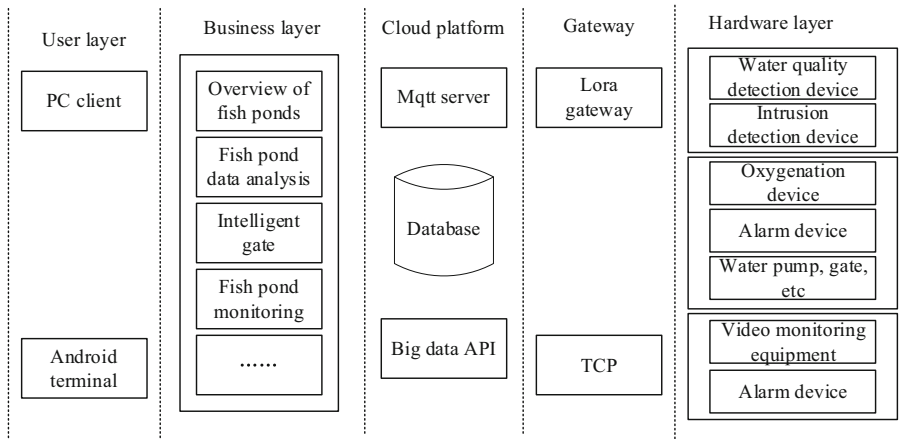 User layer
PC client
Android
terminal
Business layer
Overview of
fish ponds
Fish pond
data analysis
Intelligent
gate
Fish pond
monitoring
……
Cloud platform
Mqtt server
Database
Big data API
Gateway
Lora
gateway
TCP
Hardware layer
Water quality
detection device
Intrusion
detection device
Oxygenation
device
Alarm device
Water pump, gate,
etc
Video monitoring
equipment
Alarm device